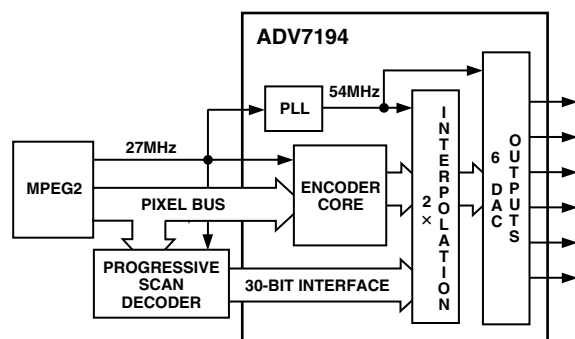 ADV7194
54MHz
PLL
27MHz
MPEG2
ENCODER
CORE
PIXEL BUS
2×
INTERPOLATION
6 DAC
OUTPUTS
PROGRESSIVE
SCAN
DECODER
30-BIT INTERFACE